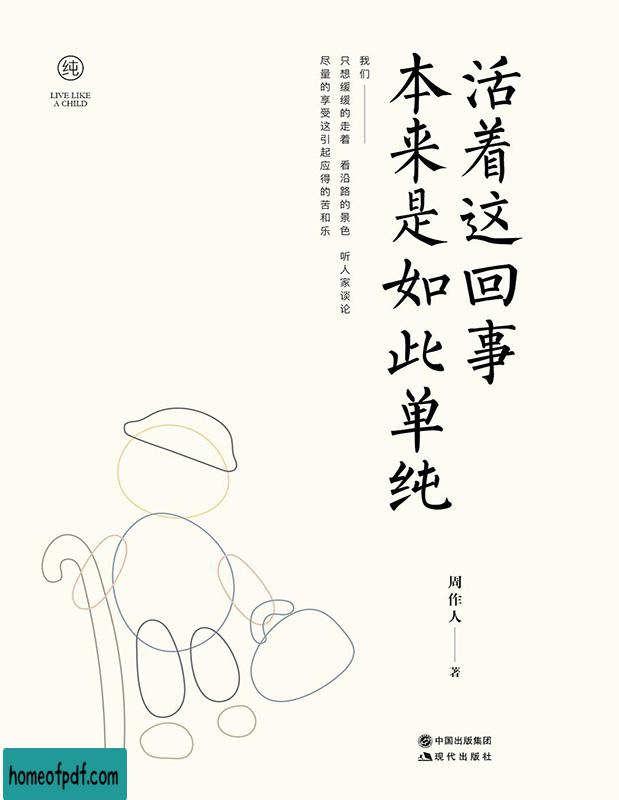 活着这回事
本来是如此单纯
我们——
只想缓缓的走着 看沿路的景色 听人家谈论
尽量的享受这引起应得的苦和乐
纯
LIVE LIKE
A CHILD
周作人——著
中国出版集团
现代出版社
homeofpdf.com